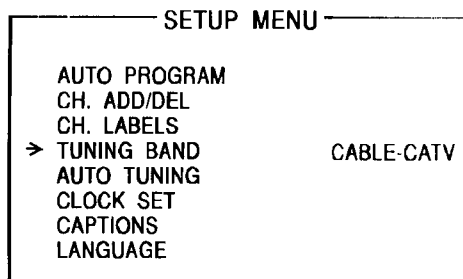 SETUP MENU
AUTO PROGRAM
CH. ADD/DEL
CH. LABELS
→ TUNING BAND CABLE-CATV
AUTO TUNING
CLOCK SET
CAPTIONS
LANGUAGE